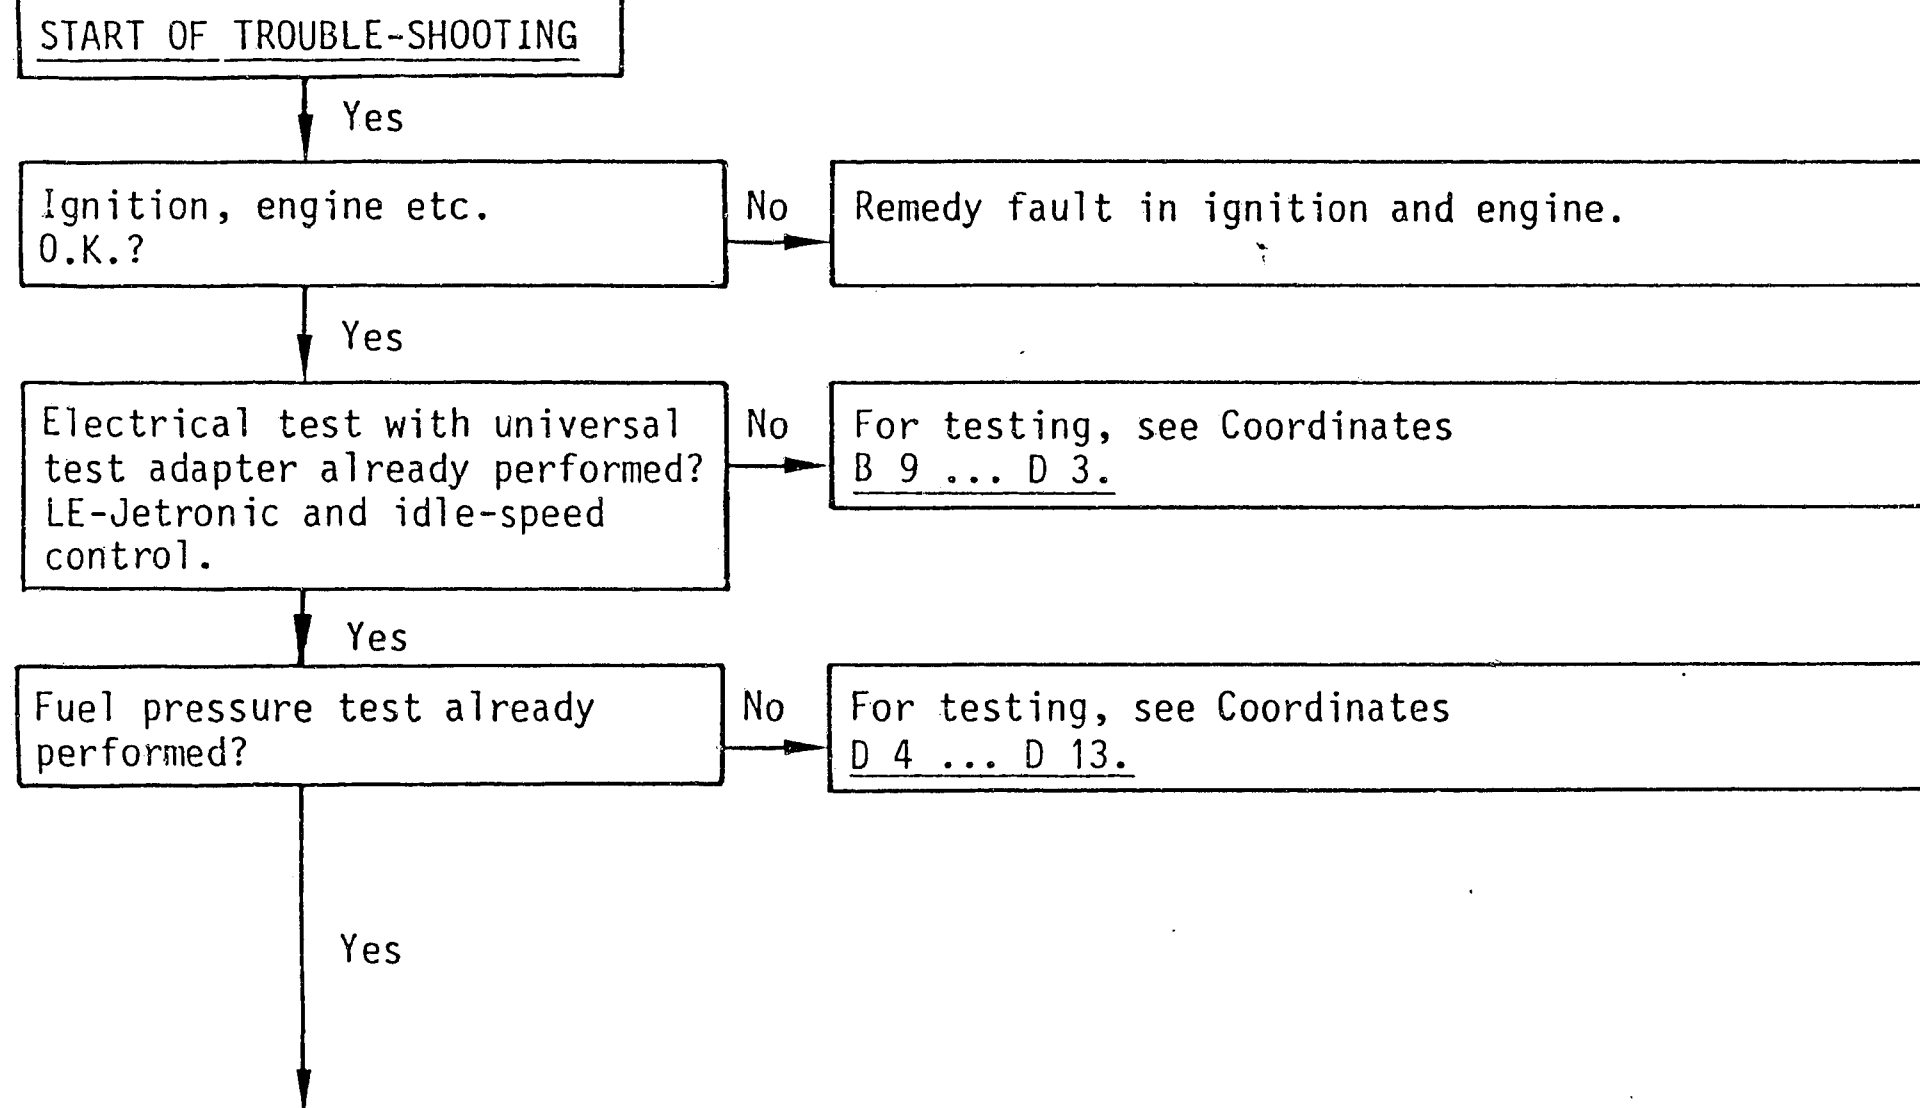 START OF TROUBLE-SHOOTING
Yes
Ignition, engine etc.
O.K.?
No
Remedy fault in ignition and engine.
Yes
Electrical test with universal
test adapter already performed?
LE-Jetronic and idle-speed
control.
No
For testing, see Coordinates
B 9 ... D 3.
Yes
Fuel pressure test already
performed?
No
For testing, see Coordinates
D 4 ... D 13.
Yes